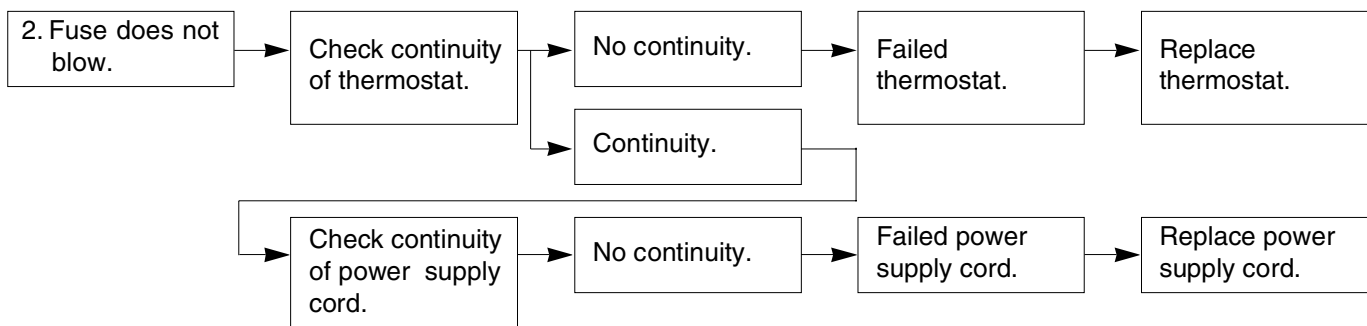 2. Fuse does not
blow.
Check continuity
of thermostat.
No continuity.
Failed
thermostat.
Replace
thermostat.
Continuity.
Check continuity
of power supply
cord.
No continuity.
Failed power
supply cord.
Replace power
supply cord.